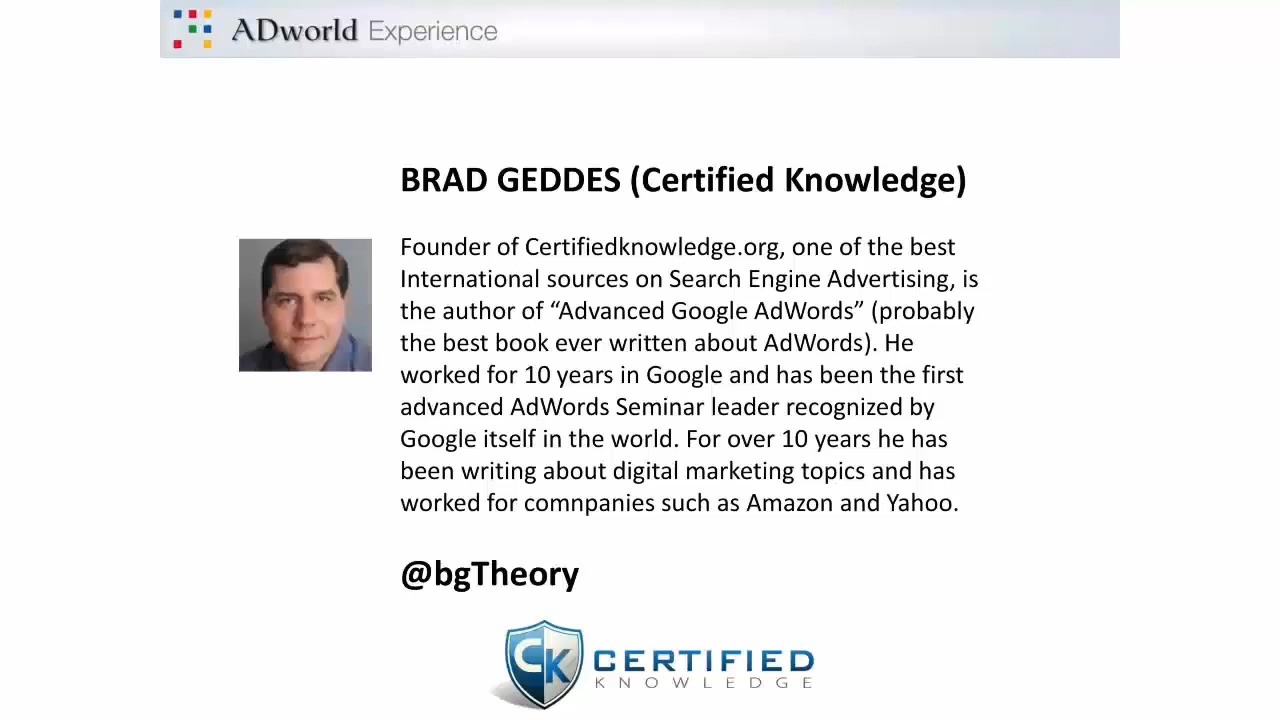 ADworld Experience
BRAD GEDDES (Certified Knowledge)
Founder of Certifiedknowledge.org, one of the best
International sources on Search Engine Advertising, is
the author of “Advanced Google AdWords” (probably
the best book ever written about AdWords). He
worked for 10 years in Google and has been the first
advanced AdWords Seminar leader recognized by
Google itself in the world. For over 10 years he has
been writing about digital marketing topics and has
worked for comnpanies such as Amazon and Yahoo.
@bgTheory
CK CERTIFIED
KNOWLEDGE